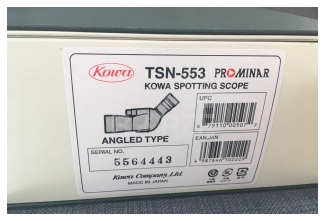 Kowa TSN-553 PROMINAR
KOWA SPOTTING SCOPE
UPC
ANGLED TYPE
EAN,JAN
SERIAL NO.
5564443
Kowa Company, Ltd.
MADE IN JAPAN